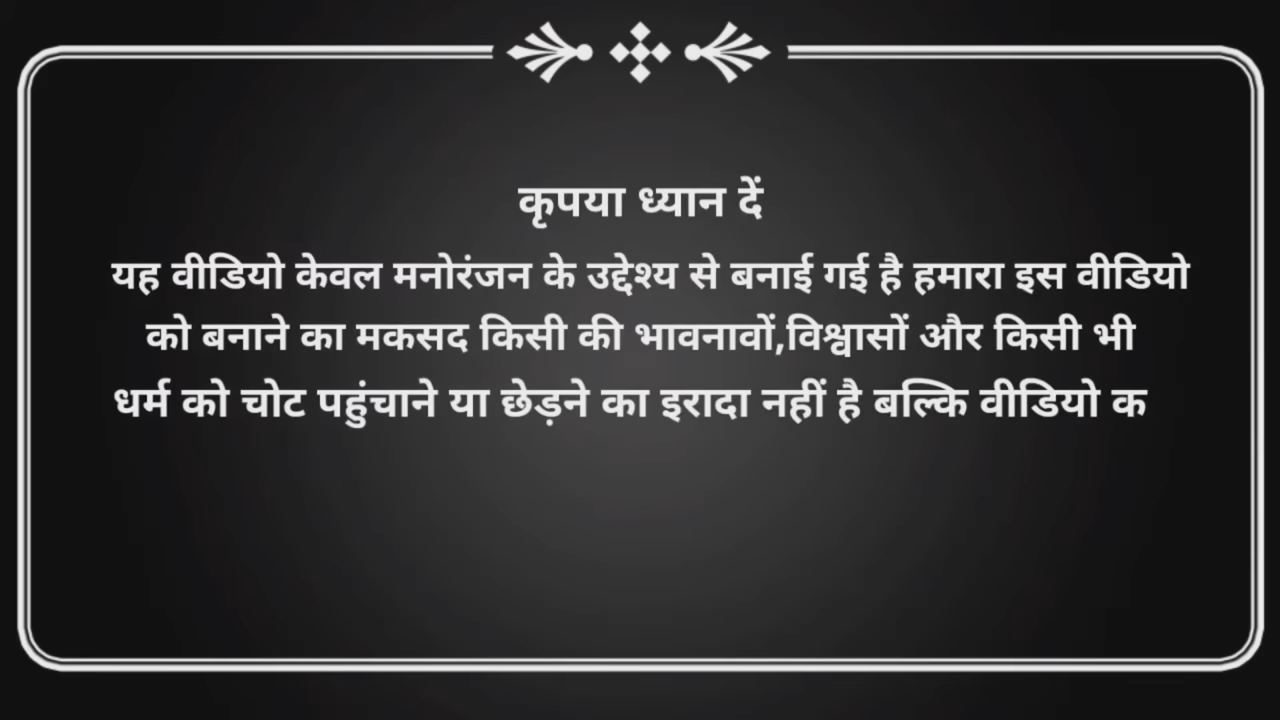 कृपया ध्यान दें
यह वीडियो केवल मनोरंजन के उद्देश्य से बनाई गई है हमारा इस वीडियो
को बनाने का मकसद किसी की भावनावों,विश्वासों और किसी भी
धर्म को चोट पहुंचाने या छेड़ने का इरादा नहीं है बल्कि वीडियो क